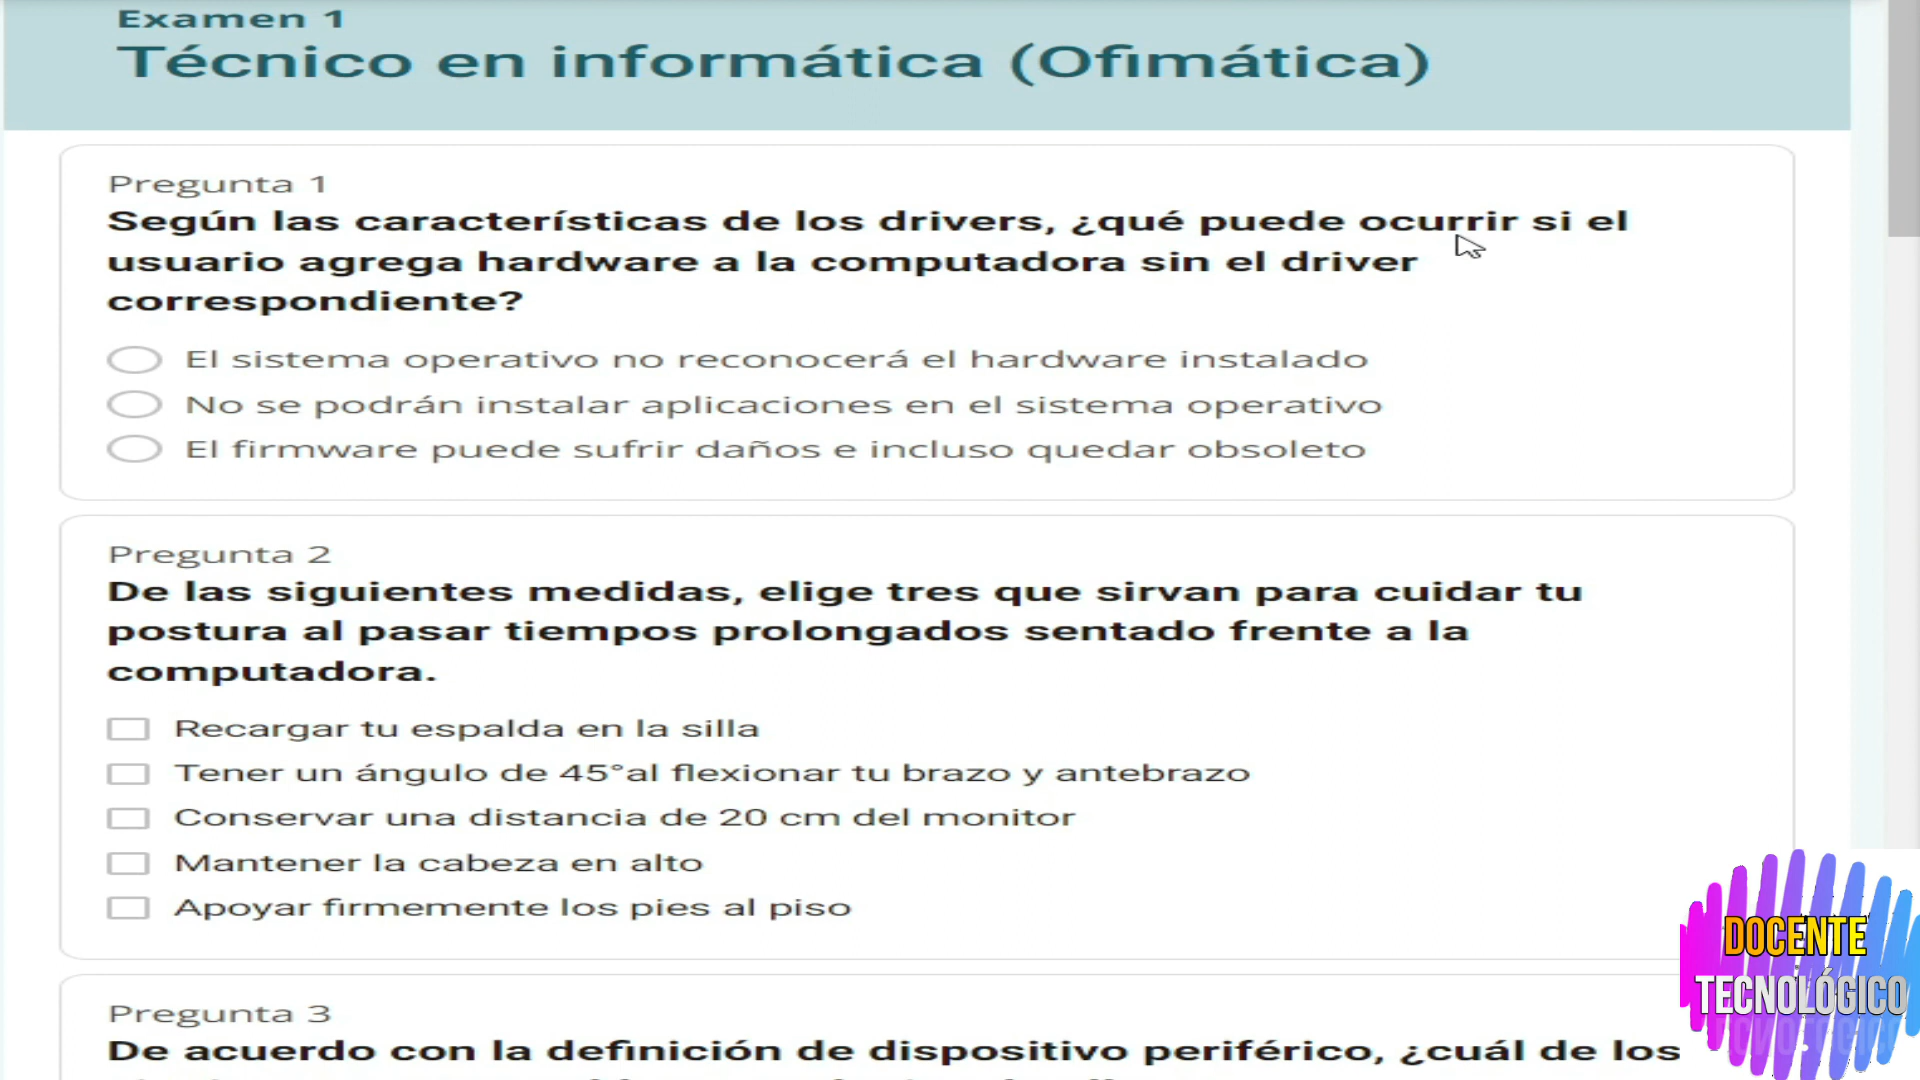 Examen 1
Técnico en informática (Ofimática)
Pregunta 1
Según las características de los drivers, ¿qué puede ocurrir si el
usuario agrega hardware a la computadora sin el driver
correspondiente?
El sistema operativo no reconocerá el hardware instalado
No se podrán instalar aplicaciones en el sistema operativo
El firmware puede sufrir daños e incluso quedar obsoleto
Pregunta 2
De las siguientes medidas, elige tres que sirvan para cuidar tu
postura al pasar tiempos prolongados sentado frente a la
computadora.
Recargar tu espalda en la silla
Tener un ángulo de 45°al flexionar tu brazo y antebrazo
Conservar una distancia de 20 cm del monitor
Mantener la cabeza en alto
Apoyar firmemente los pies al piso
Pregunta 3
De acuerdo con la definición de dispositivo periférico, ¿cuál de los
DOCENTE
TECNOLÓGICO